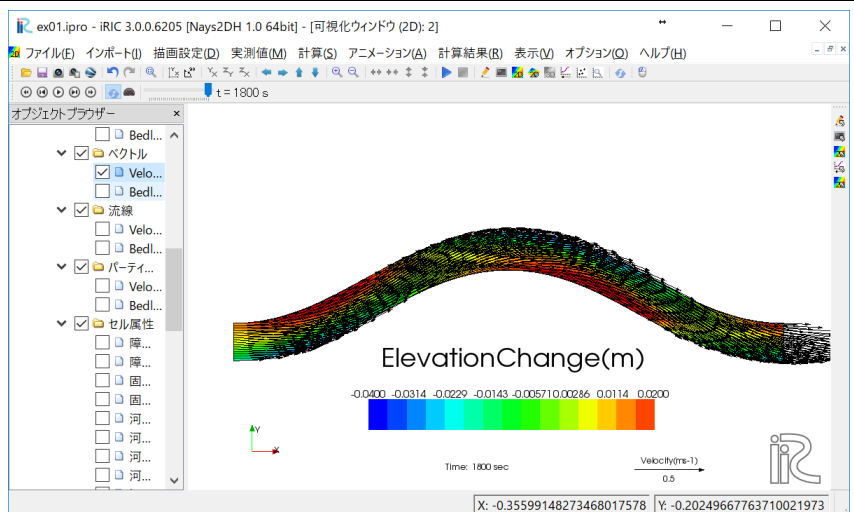 ex01.ipro - iRIC 3.0.0.6205 [Nays2DH 1.0 64bit] - [可視化ウィンドウ (2D): 2]
ファイル(F) インポート(I) 描画設定(D) 実測値(M) 計算(S) アニメーション(A) 計算結果(R) 表示(V) オプション(O) ヘルプ(H)
t = 1800 s
オブジェクトブラウザー
Bedl...
ベクトル
Velo...
Bedl...
流線
Velo...
Bedl...
パーティ...
Velo...
Bedl...
セル属性
障...
障...
固...
固...
河...
河...
河...
河...
ElevationChange(m)
-0.0400 -0.0314 -0.0229 -0.0143 -0.005710.00286 0.0114 0.0200
Y
X
Time: 1800 sec
Velocity(ms-1)
0.5
iRIC
X: -0.35599148273468017578 Y: -0.20249667763710021973